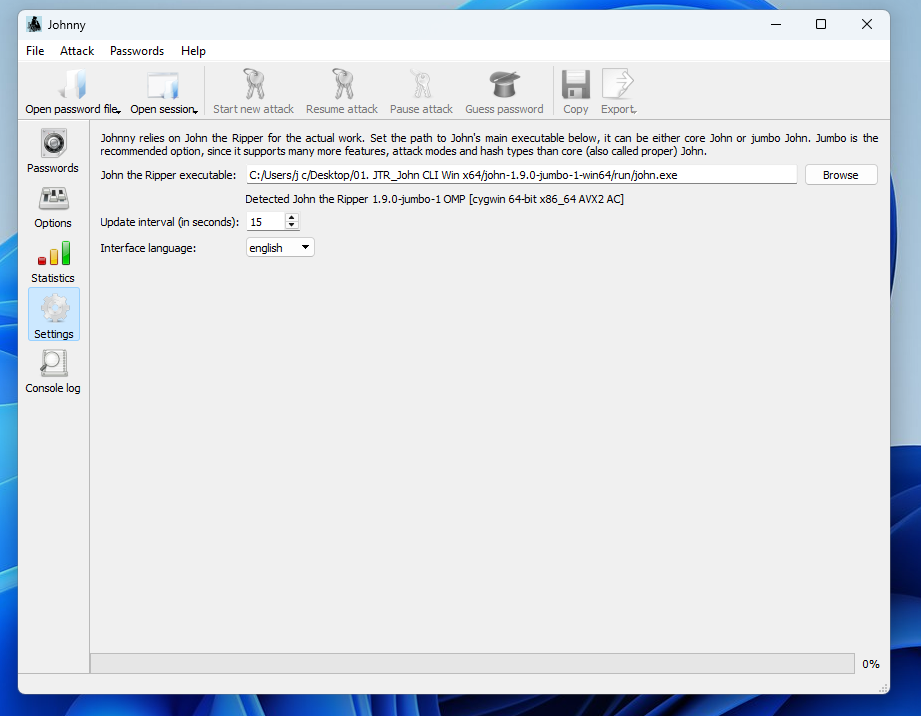 Johnny
File Attack Passwords Help
Open password file Open session Start new attack Resume attack Pause attack Guess password Copy Export
Passwords
Options
Statistics
Settings
Console log
Johnny relies on John the Ripper for the actual work. Set the path to John's main executable below, it can be either core John or jumbo John. Jumbo is the
recommended option, since it supports many more features, attack modes and hash types than core (also called proper) John.
John the Ripper executable: C:/Users/j c/Desktop/01. JTR_John CLI Win x64/john-1.9.0-jumbo-1-win64/run/john.exe Browse
Detected John the Ripper 1.9.0-jumbo-1 OMP [cygwin 64-bit x86_64 AVX2 AC]
Update interval (in seconds): 15
Interface language: english
0%